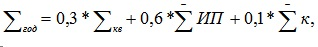 ∑год = 0,3 * ∑кв + 0,6 * ∑̄ ИП + 0,1 * ∑̄ к,